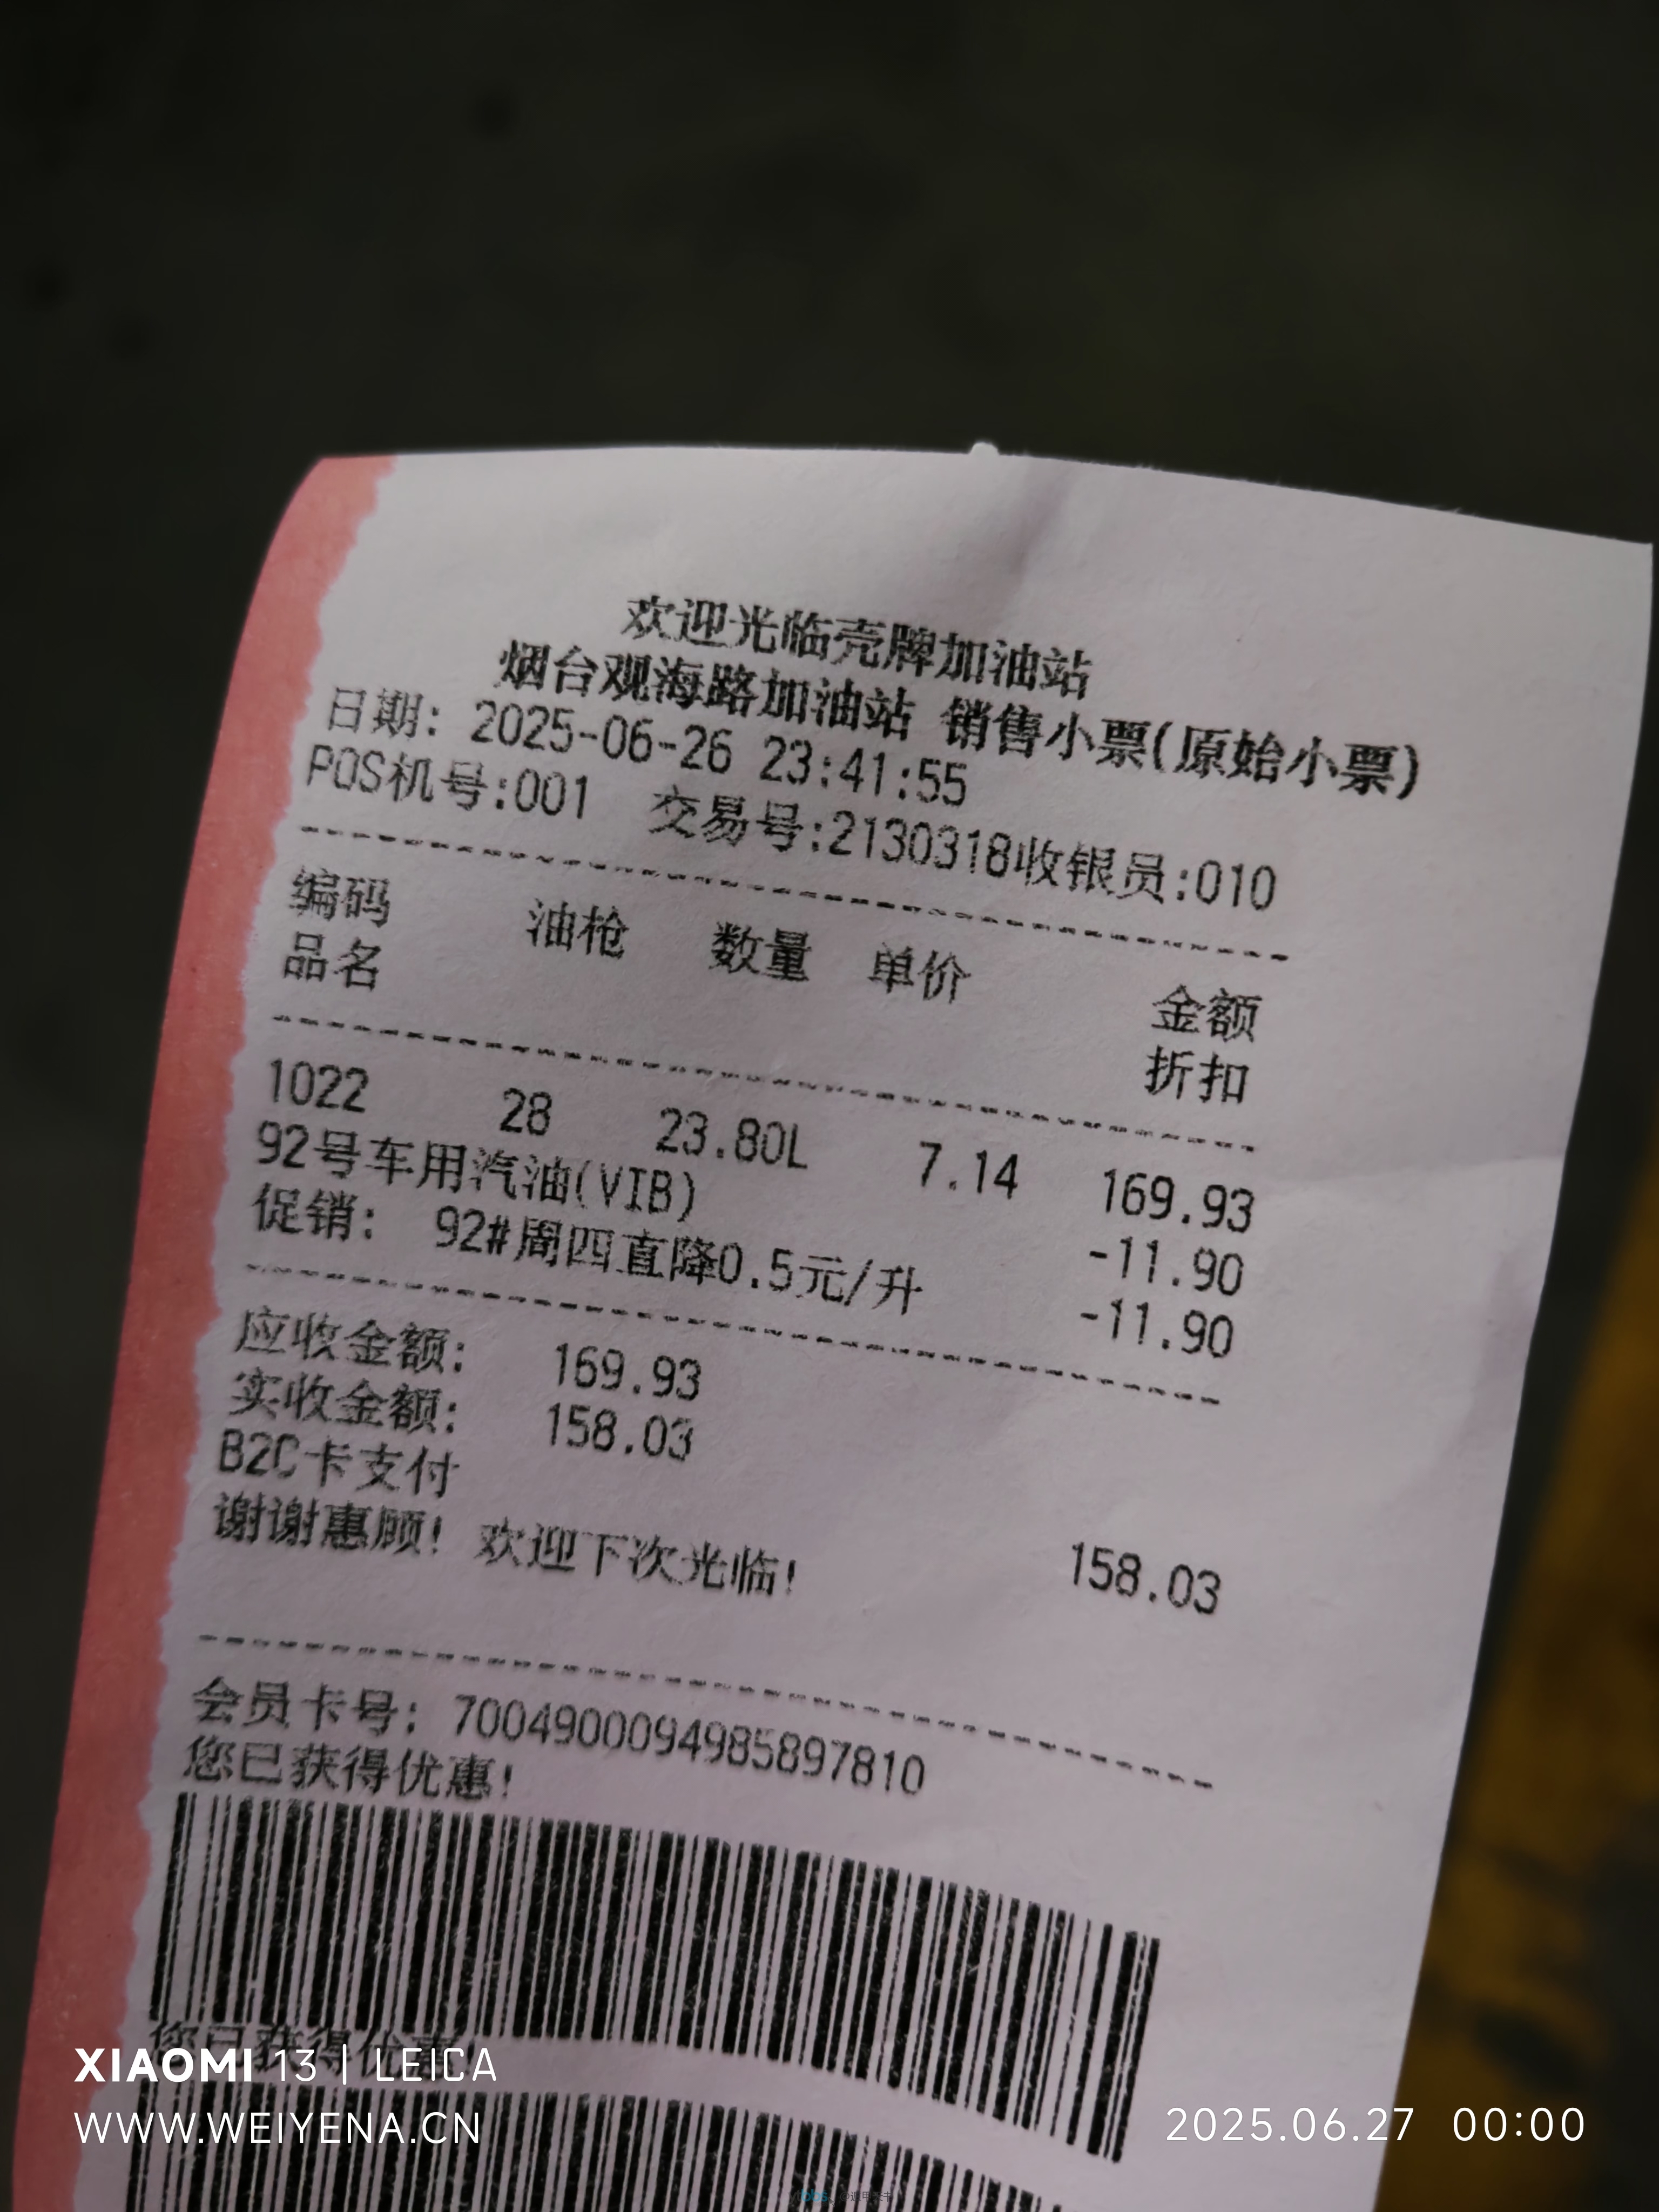 欢迎光临壳牌加油站
烟台观海路加油站 销售小票(原始小票)
日期: 2025-06-26 23:41:55
POS机号:001 交易号:2130318收银员:010
编码 油枪 数量 单价 金额
品名 折扣
1022 28 23.80L 7.14 169.93
92号车用汽油(VIB) -11.90
促销: 92#周四直降0.5元/升 -11.90
应收金额: 169.93
实收金额: 158.03
B2C卡支付 158.03
谢谢惠顾! 欢迎下次光临!
会员卡号: 7004900094985897810
您已获得优惠!
您已获得优惠!
XIAOMI 13 | LEICA
WWW.WEIYENA.CN
2025.06.27 00:00